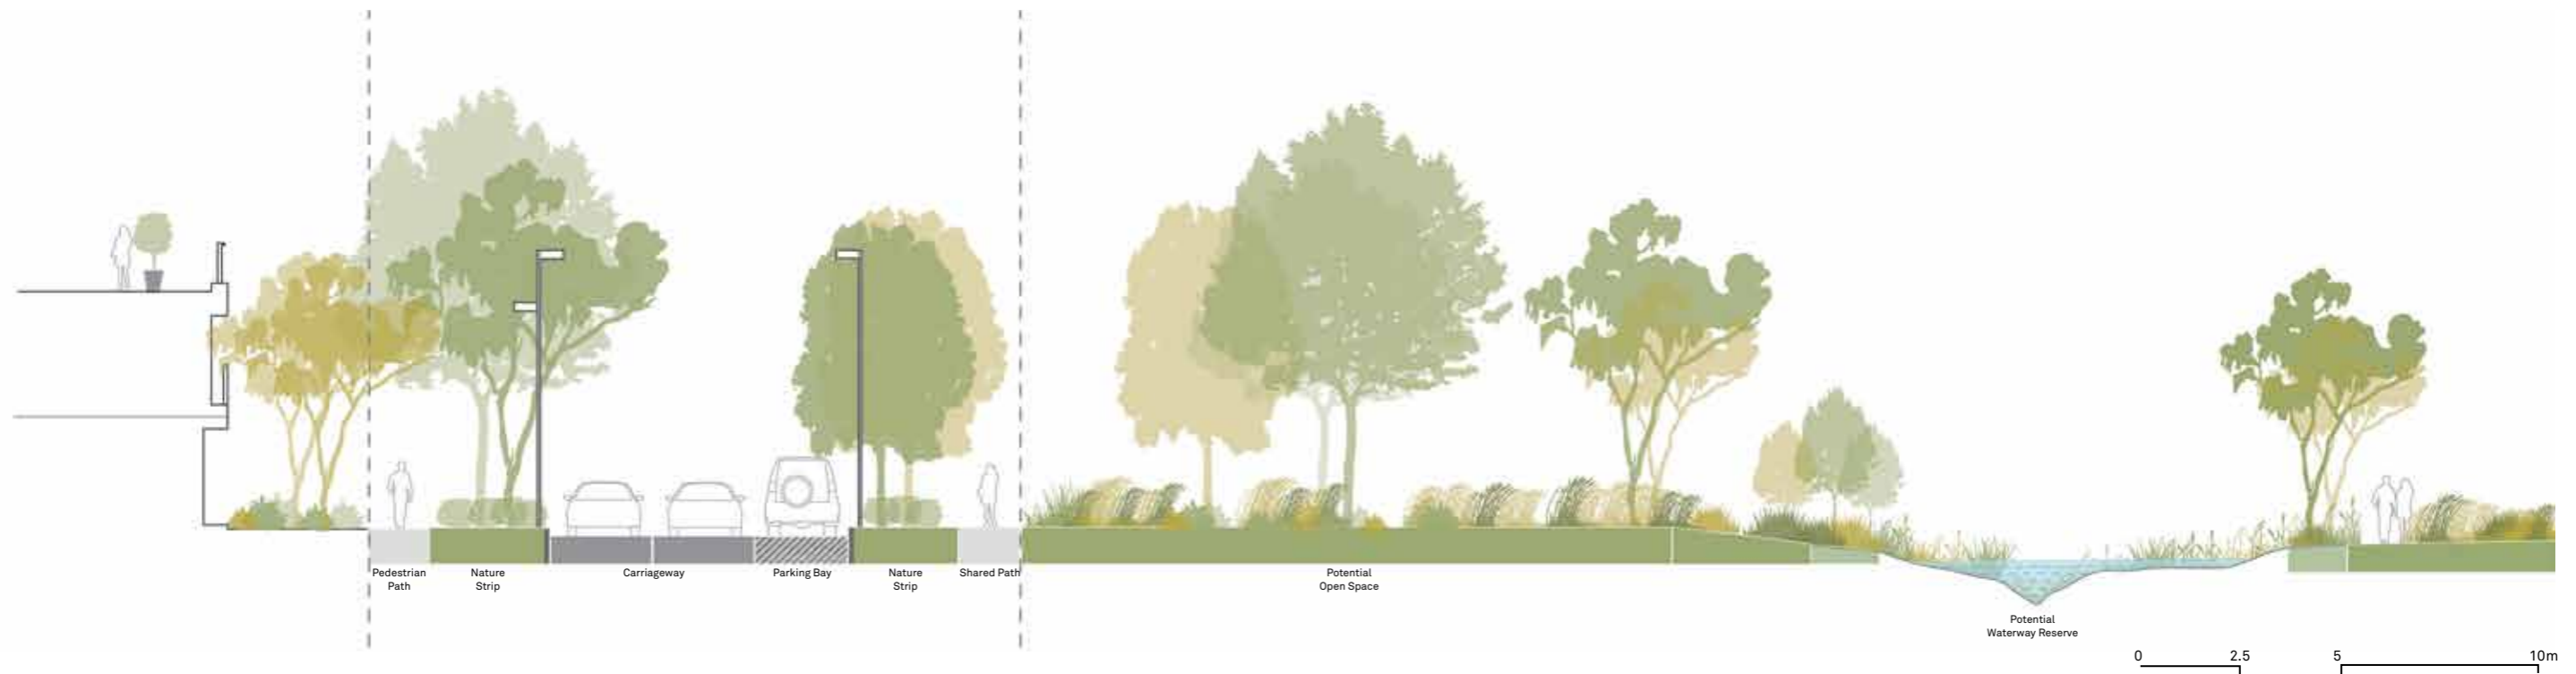 Pedestrian
Path
Nature
Strip
Carriageway
Parking Bay
Nature
Strip
Shared Path
Potential
Open Space
Potential
Waterway Reserve
0 2.5 5 10m